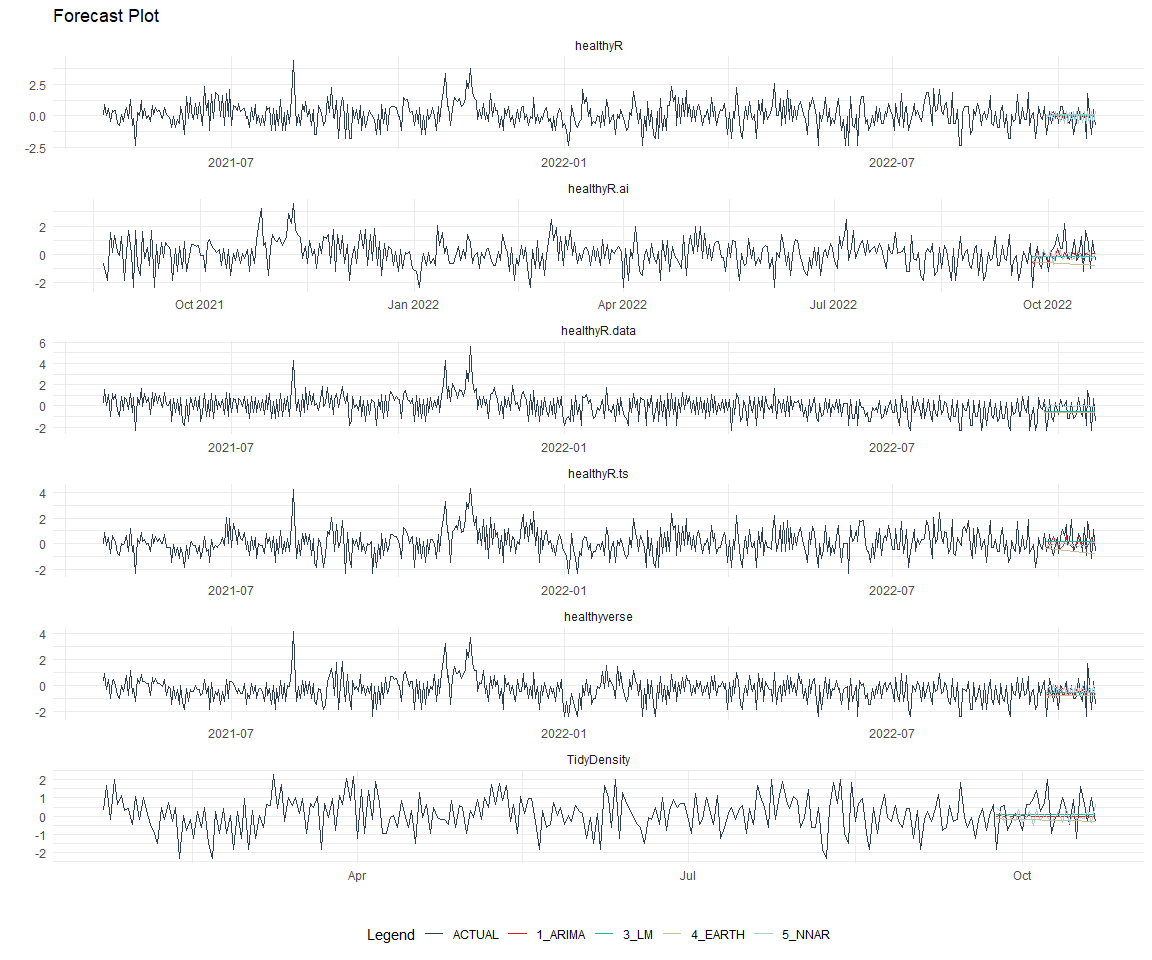 Forecast Plot
healthyR
2.5
0.0
-2.5
2021-07 2022-01 2022-07
healthyR.ai
2
0
-2
Oct 2021 Jan 2022 Apr 2022 Jul 2022 Oct 2022
healthyR.data
6
4
2
0
-2
2021-07 2022-01 2022-07
healthyR.ts
4
2
0
-2
2021-07 2022-01 2022-07
healthyverse
4
2
0
-2
2021-07 2022-01 2022-07
TidyDensity
2
1
0
-1
-2
Apr Jul Oct
Legend ACTUAL 1_ARIMA 3_LM 4_EARTH 5_NNAR